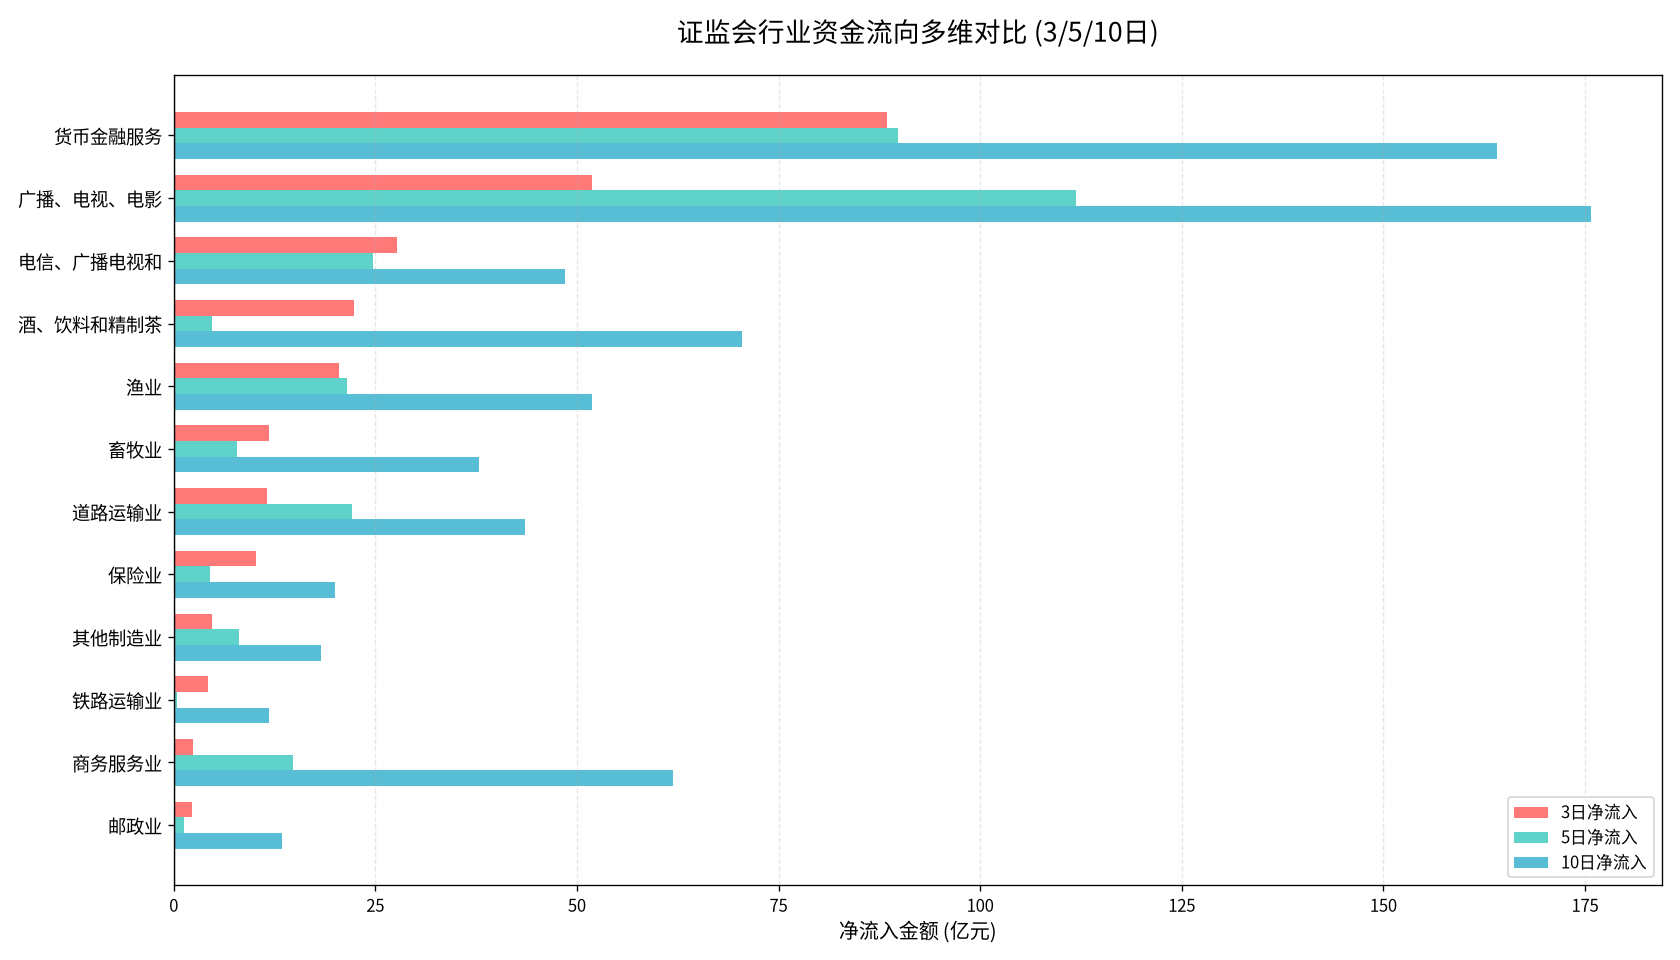 证监会行业资金流向多维对比 (3/5/10日)
货币金融服务
广播、电视、电影
电信、广播电视和
酒、饮料和精制茶
渔业
畜牧业
道路运输业
保险业
其他制造业
铁路运输业
商务服务业
邮政业
3日净流入
5日净流入
10日净流入
0 25 50 75 100 125 150 175
净流入金额 (亿元)